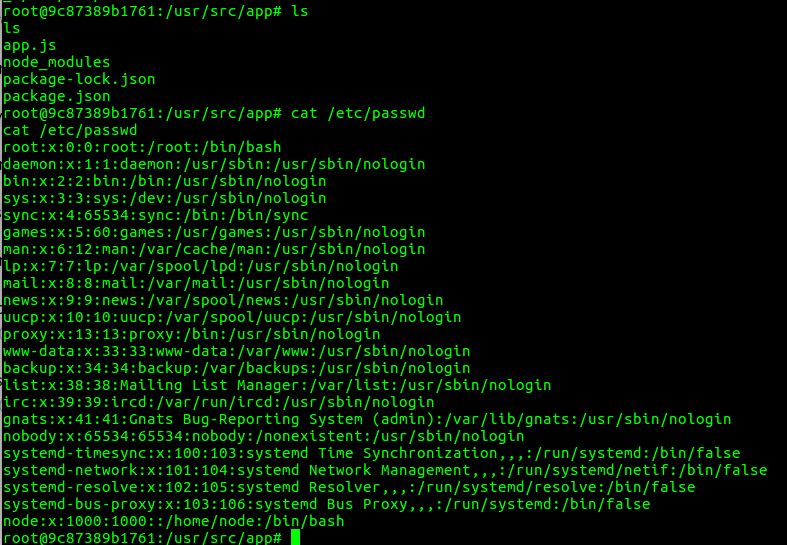 root@9c87389b1761:/usr/src/app# ls
ls
app.js
node_modules
package-lock.json
package.json
root@9c87389b1761:/usr/src/app# cat /etc/passwd
cat /etc/passwd
root:x:0:0:root:/root:/bin/bash
daemon:x:1:1:daemon:/usr/sbin:/usr/sbin/nologin
bin:x:2:2:bin:/bin:/usr/sbin/nologin
sys:x:3:3:sys:/dev:/usr/sbin/nologin
sync:x:4:65534:sync:/bin:/bin/sync
games:x:5:60:games:/usr/games:/usr/sbin/nologin
man:x:6:12:man:/var/cache/man:/usr/sbin/nologin
lp:x:7:7:lp:/var/spool/lpd:/usr/sbin/nologin
mail:x:8:8:mail:/var/mail:/usr/sbin/nologin
news:x:9:9:news:/var/spool/news:/usr/sbin/nologin
uucp:x:10:10:uucp:/var/spool/uucp:/usr/sbin/nologin
proxy:x:13:13:proxy:/bin:/usr/sbin/nologin
www-data:x:33:33:www-data:/var/www:/usr/sbin/nologin
backup:x:34:34:backup:/var/backups:/usr/sbin/nologin
list:x:38:38:Mailing List Manager:/var/list:/usr/sbin/nologin
irc:x:39:39:ircd:/var/run/ircd:/usr/sbin/nologin
gnats:x:41:41:Gnats Bug-Reporting System (admin):/var/lib/gnats:/usr/sbin/nologin
nobody:x:65534:65534:nobody:/nonexistent:/usr/sbin/nologin
systemd-timesync:x:100:103:systemd Time Synchronization,,,:/run/systemd:/bin/false
systemd-network:x:101:104:systemd Network Management,,,:/run/systemd/netif:/bin/false
systemd-resolve:x:102:105:systemd Resolver,,,:/run/systemd/resolve:/bin/false
systemd-bus-proxy:x:103:106:systemd Bus Proxy,,,:/run/systemd:/bin/false
node:x:1000:1000::/home/node:/bin/bash
root@9c87389b1761:/usr/src/app#